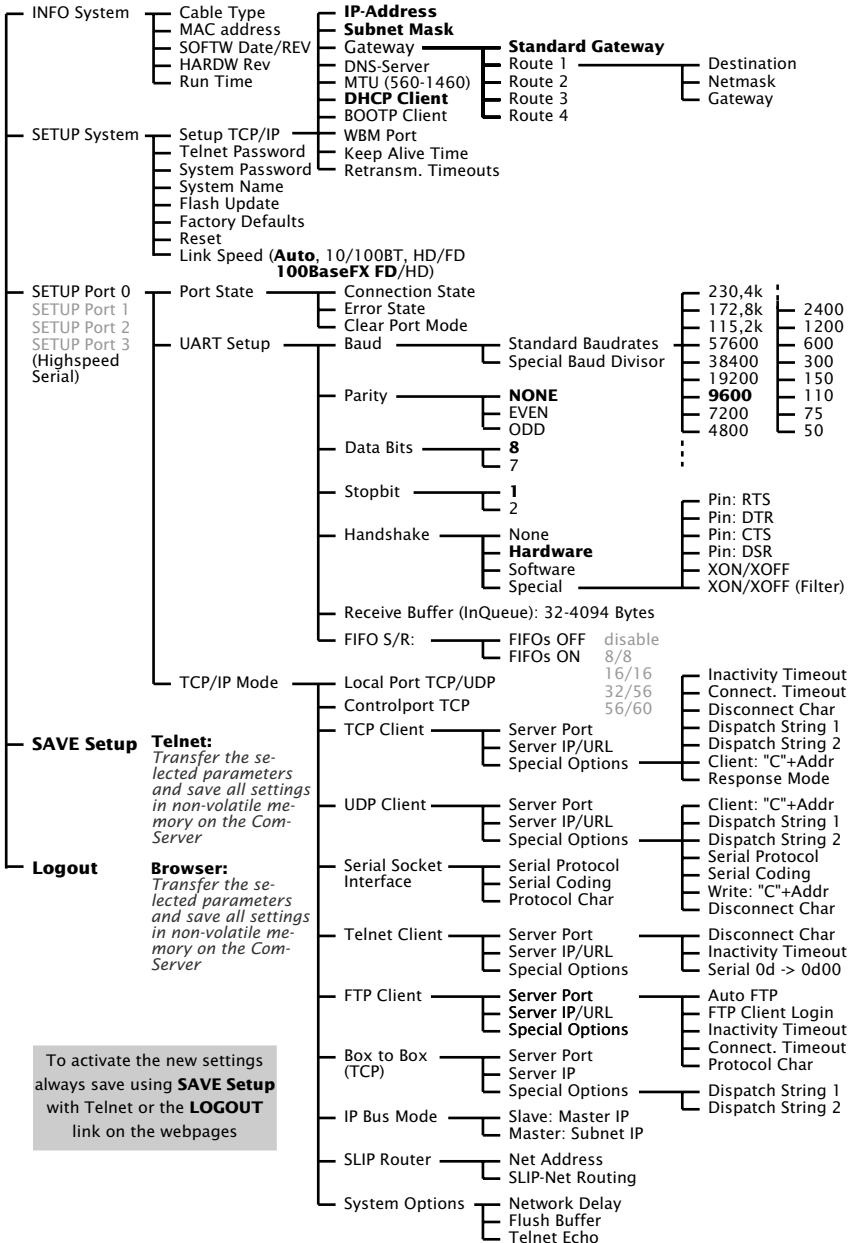 INFO System
Cable Type
MAC address
SOFTW Date/REV
HARDW Rev
Run Time
SETUP System
Setup TCP/IP
IP-Address
Subnet Mask
Gateway
Standard Gateway
Route 1
Destination
Netmask
Gateway
Route 2
Route 3
Route 4
DNS-Server
MTU (560-1460)
DHCP Client
BOOTP Client
WBM Port
Keep Alive Time
Retransm. Timeouts
Telnet Password
System Password
System Name
Flash Update
Factory Defaults
Reset
Link Speed (Auto, 10/100BT, HD/FD
100BaseFX FD/HD)
SETUP Port 0
SETUP Port 1
SETUP Port 2
SETUP Port 3
(Highspeed
Serial)
Port State
Connection State
Error State
Clear Port Mode
UART Setup
Baud
Standard Baudrates
230,4k
172,8k
115,2k
57600
38400
19200
9600
7200
4800
2400
1200
600
300
150
110
75
50
Special Baud Divisor
Parity
NONE
EVEN
ODD
Data Bits
8
7
Stopbit
1
2
Handshake
None
Hardware
Software
Special
Pin: RTS
Pin: DTR
Pin: CTS
Pin: DSR
XON/XOFF
XON/XOFF (Filter)
Receive Buffer (InQueue): 32-4094 Bytes
FIFO S/R:
FIFOs OFF disable
FIFOs ON 8/8
16/16
32/56
56/60
TCP/IP Mode
Local Port TCP/UDP
Controlport TCP
TCP Client
Server Port
Server IP/URL
Special Options
Inactivity Timeout
Connect. Timeout
Disconnect Char
Dispatch String 1
Dispatch String 2
Client: "C"+Addr
Response Mode
UDP Client
Server Port
Server IP/URL
Special Options
Client: "C"+Addr
Dispatch String 1
Dispatch String 2
Serial Protocol
Serial Coding
Write: "C"+Addr
Disconnect Char
Serial Socket
Interface
Serial Protocol
Serial Coding
Protocol Char
Telnet Client
Server Port
Server IP/URL
Special Options
Disconnect Char
Inactivity Timeout
Serial 0d -> 0d00
FTP Client
Server Port
Server IP/URL
Special Options
Auto FTP
FTP Client Login
Inactivity Timeout
Connect. Timeout
Protocol Char
Box to Box
(TCP)
Server Port
Server IP
Special Options
Dispatch String 1
Dispatch String 2
IP Bus Mode
Slave: Master IP
Master: Subnet IP
SLIP Router
Net Address
SLIP-Net Routing
System Options
Network Delay
Flush Buffer
Telnet Echo
SAVE Setup
Telnet:
Transfer the se-
lected parameters
and save all settings
in non-volatile me-
mory on the Com-
Server
Logout
Browser:
Transfer the se-
lected parameters
and save all settings
in non-volatile me-
mory on the Com-
Server
To activate the new settings
always save using SAVE Setup
with Telnet or the LOGOUT
link on the webpages